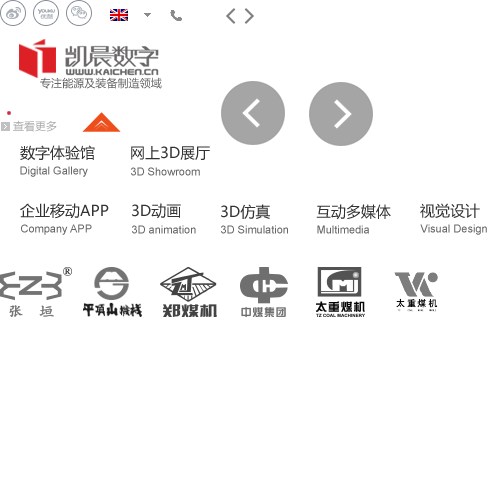 YOUKU
优酷
凯晨数字
WWW.KAICHEN.CN
专注能源及装备制造领域
查看更多
数字体验馆
Digital Gallery
网上3D展厅
3D Showroom
企业移动APP
Company APP
3D动画
3D animation
3D仿真
3D Simulation
互动多媒体
Multimedia
视觉设计
Visual Design
®
张垣
平顶山煤机
郑煤机
中煤集团
太重煤机
TZ COAL MACHINERY
太重煤机